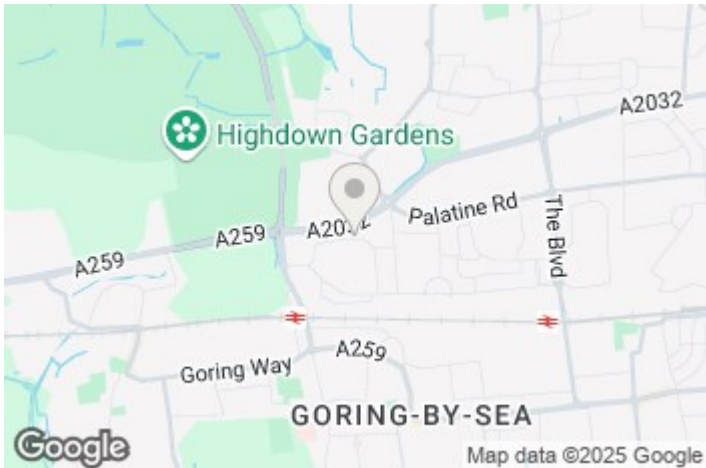 A2032
Highdown Gardens
Palatine Rd
A2032
A259
A259
The Blvd
A259
Goring Way
GORING-BY-SEA
Google
Map data ©2025 Google